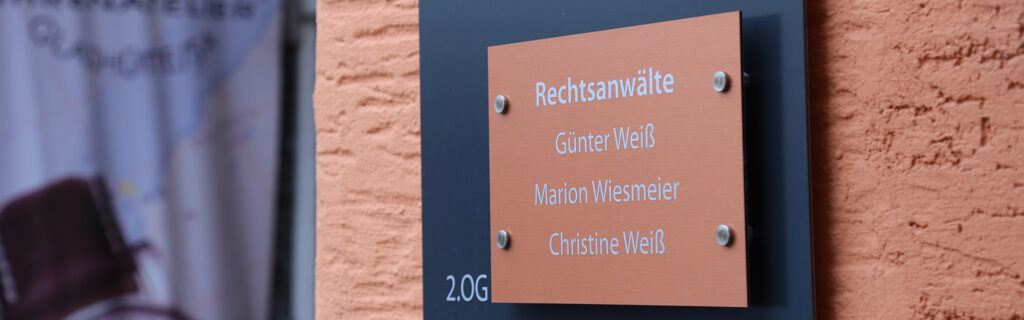 Rechtsanwälte
Günter Weiß
Marion Wiesmeier
Christine Weiß
2.OG